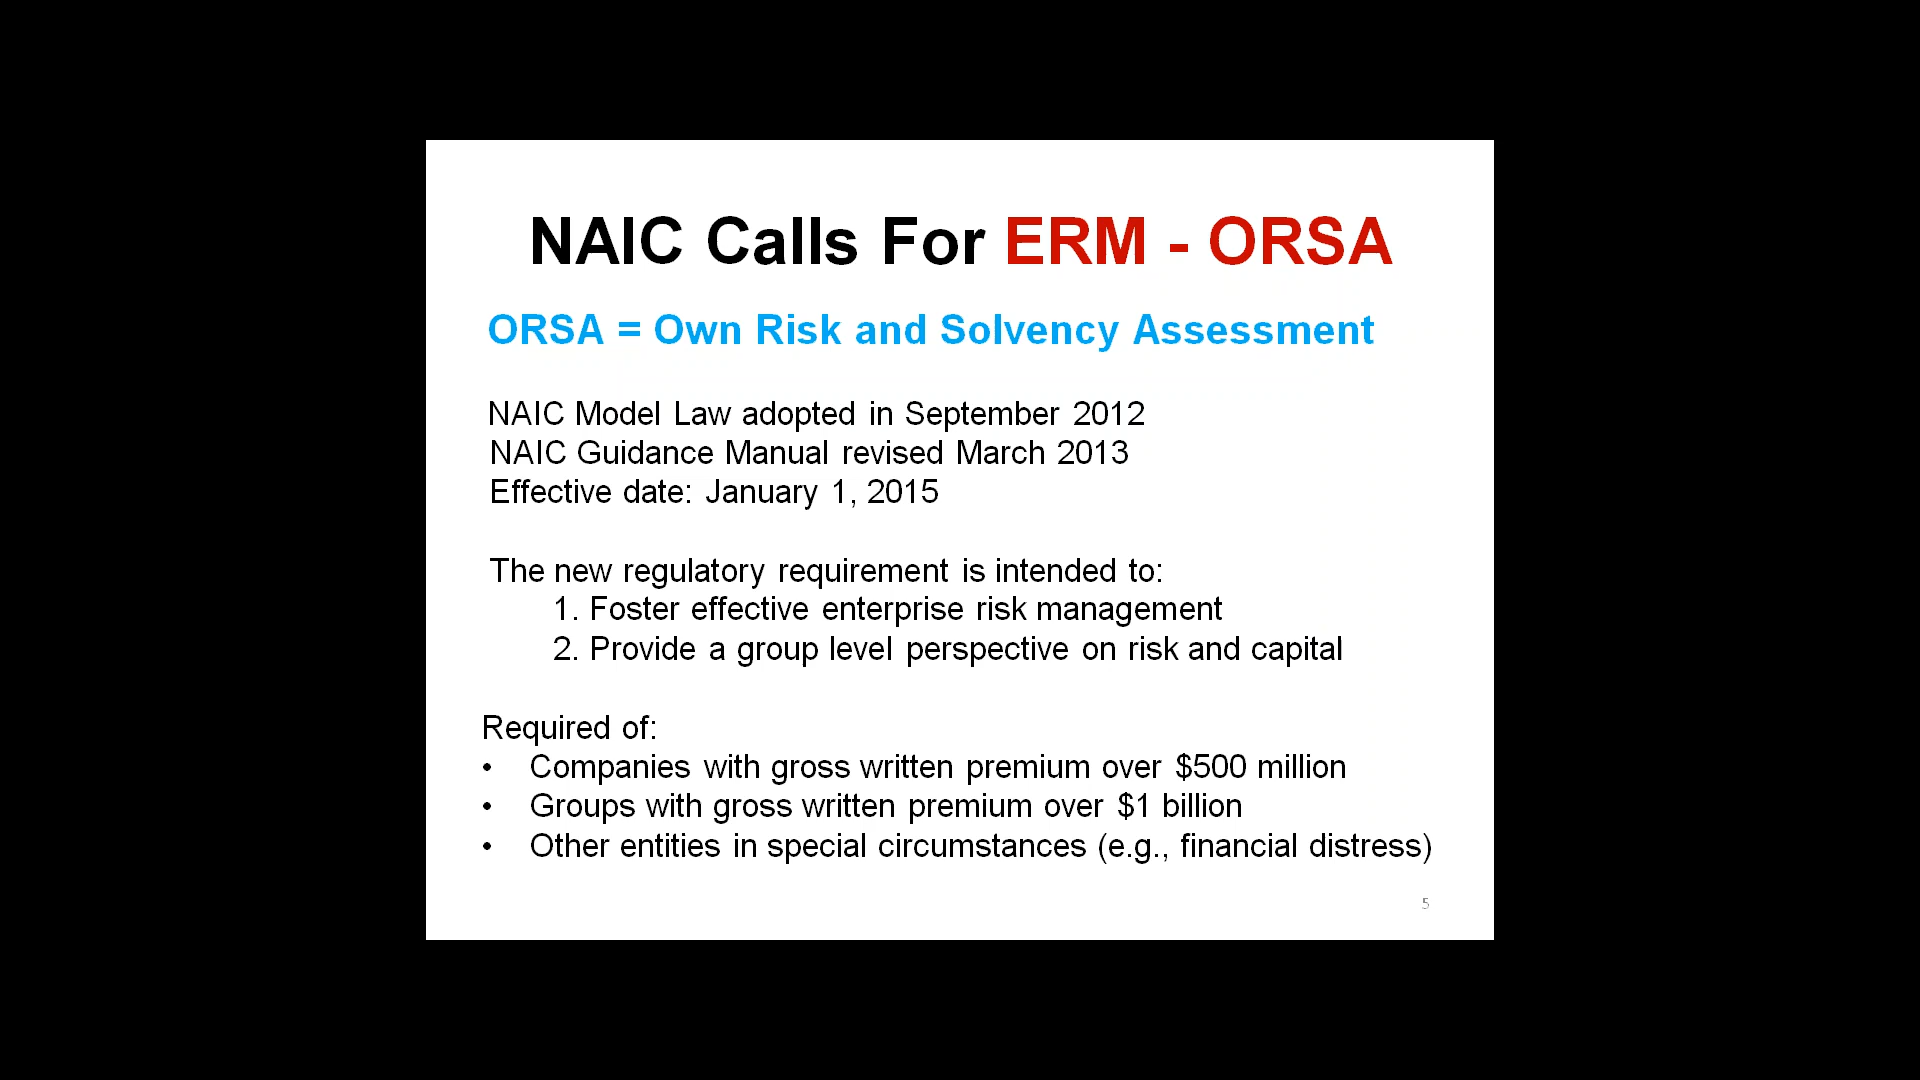 NAIC Calls For ERM - ORSA
ORSA = Own Risk and Solvency Assessment
NAIC Model Law adopted in September 2012
NAIC Guidance Manual revised March 2013
Effective date: January 1, 2015
The new regulatory requirement is intended to:
1. Foster effective enterprise risk management
2. Provide a group level perspective on risk and capital
Required of:
• Companies with gross written premium over $500 million
• Groups with gross written premium over $1 billion
• Other entities in special circumstances (e.g., financial distress)
5